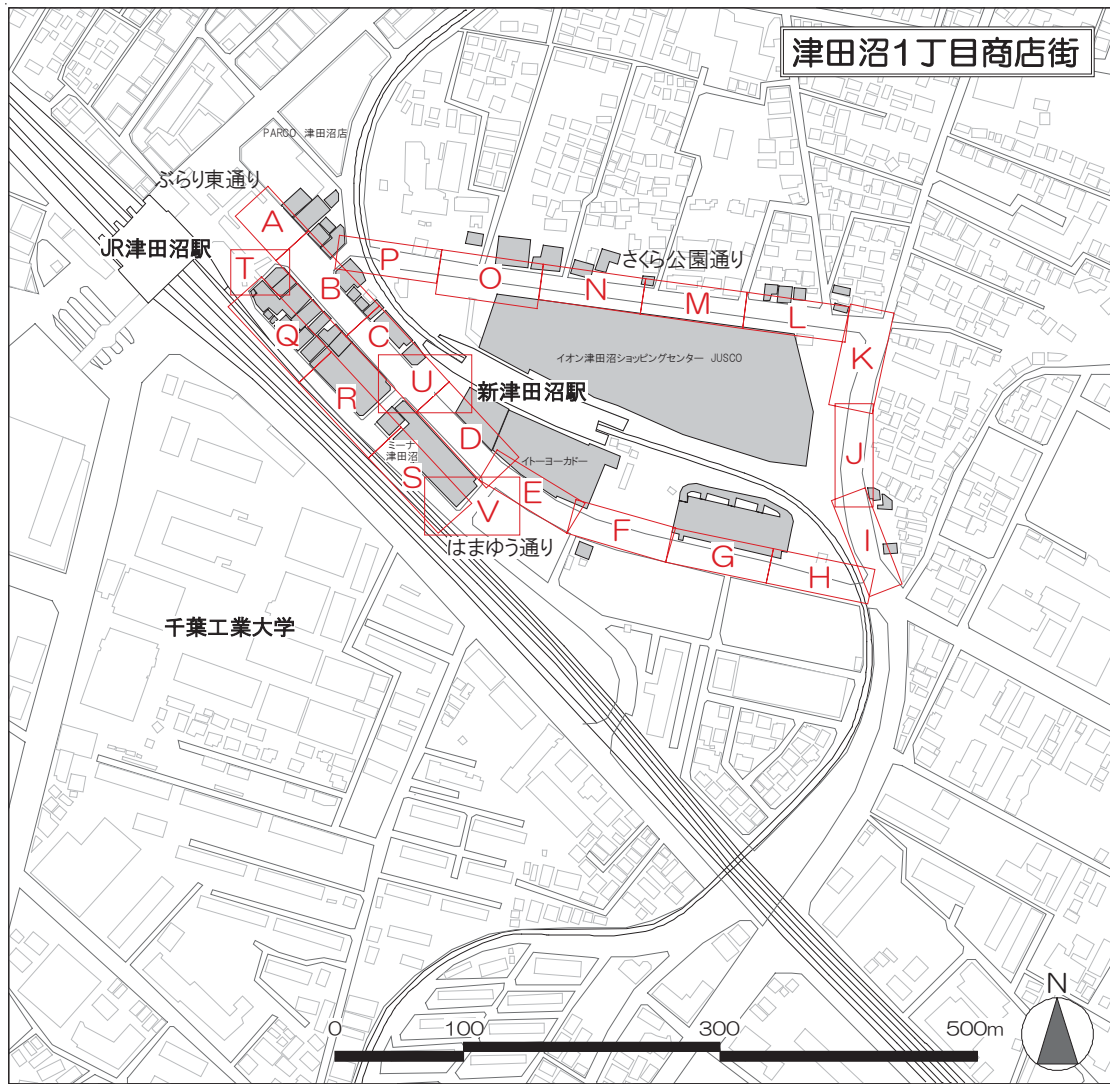 津田沼1丁目商店街
PARCO 津田沼店
ぶらり東通り
A
JR津田沼駅
T
B
P
O
N
さくら公園通り
M
L
K
Q
C
イオン津田沼ショッピングセンター JUSCO
R
U
新津田沼駅
D
J
ミーナ
津田沼
S
イトーヨーカドー
E
V
F
はまゆう通り
G
H
I
千葉工業大学
N
0
100
300
500m